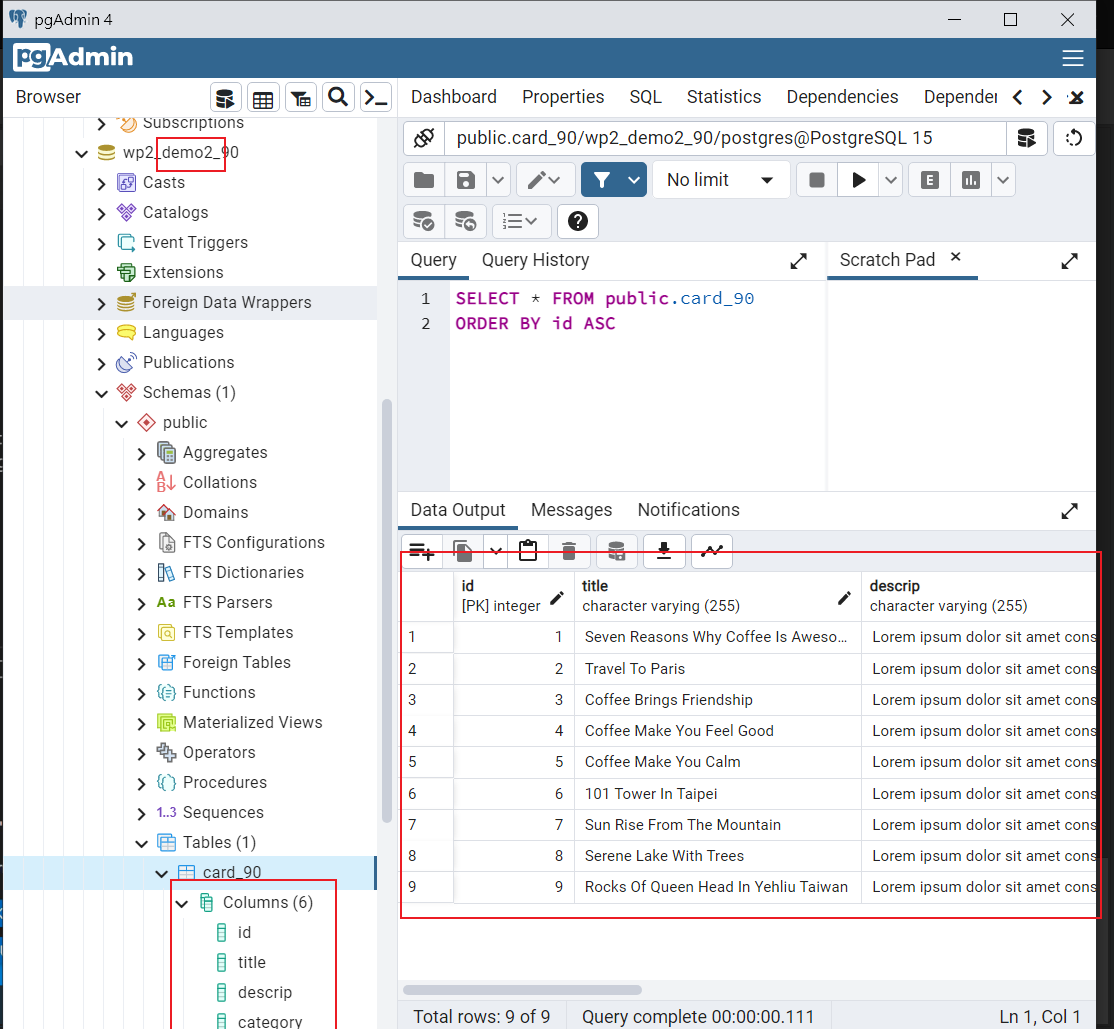 pgAdmin 4
pgAdmin
Browser
Dashboard Properties SQL Statistics Dependencies Depender
Subscriptions
wp2_demo2_90
Casts
Catalogs
Event Triggers
Extensions
Foreign Data Wrappers
Languages
Publications
Schemas (1)
public
Aggregates
Collations
Domains
FTS Configurations
FTS Dictionaries
Aa FTS Parsers
FTS Templates
Foreign Tables
Functions
Materialized Views
Operators
Procedures
1..3 Sequences
Tables (1)
card_90
Columns (6)
id
title
descrip
category
public.card_90/wp2_demo2_90/postgres@PostgreSQL 15
No limit
E
Query Query History
Scratch Pad
1 SELECT * FROM public.card_90
2 ORDER BY id ASC
Data Output Messages Notifications
id title descrip
[PK] integer character varying (255) character varying (255)
1 1 Seven Reasons Why Coffee Is Aweso... Lorem ipsum dolor sit amet cons
2 2 Travel To Paris Lorem ipsum dolor sit amet cons
3 3 Coffee Brings Friendship Lorem ipsum dolor sit amet cons
4 4 Coffee Make You Feel Good Lorem ipsum dolor sit amet cons
5 5 Coffee Make You Calm Lorem ipsum dolor sit amet cons
6 6 101 Tower In Taipei Lorem ipsum dolor sit amet cons
7 7 Sun Rise From The Mountain Lorem ipsum dolor sit amet cons
8 8 Serene Lake With Trees Lorem ipsum dolor sit amet cons
9 9 Rocks Of Queen Head In Yehliu Taiwan Lorem ipsum dolor sit amet cons
Total rows: 9 of 9 Query complete 00:00:00.111 Ln 1, Col 1